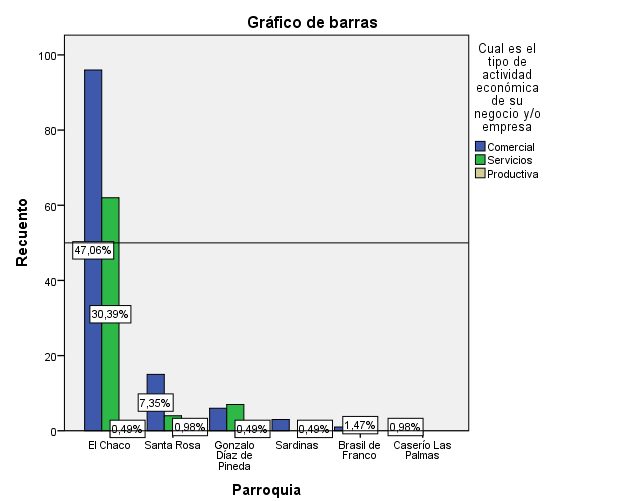 Gráfico de barras
Cual es el
tipo de
actividad
económica
de su
negocio y/o
empresa
Comercial
Servicios
Productiva
Recuento
100
80
60
40
20
0
47,06%
30,39%
0,49%
7,35%
0,98%
0,49%
0,49%
1,47%
0,98%
El Chaco
Santa Rosa
Gonzalo
Díaz de
Pineda
Sardinas
Brasil de
Franco
Caserío Las
Palmas
Parroquia